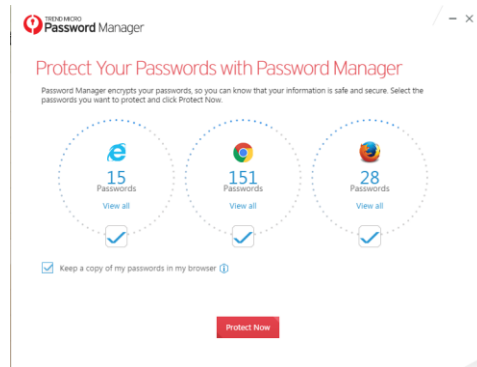 TREND MICRO
Password Manager
Protect Your Passwords with Password Manager
Password Manager encrypts your passwords, so you can know that your information is safe and secure. Select the
passwords you want to protect and click Protect Now.
15 151 28
Passwords Passwords Passwords
View all View all View all
Keep a copy of my passwords in my browser
Protect Now